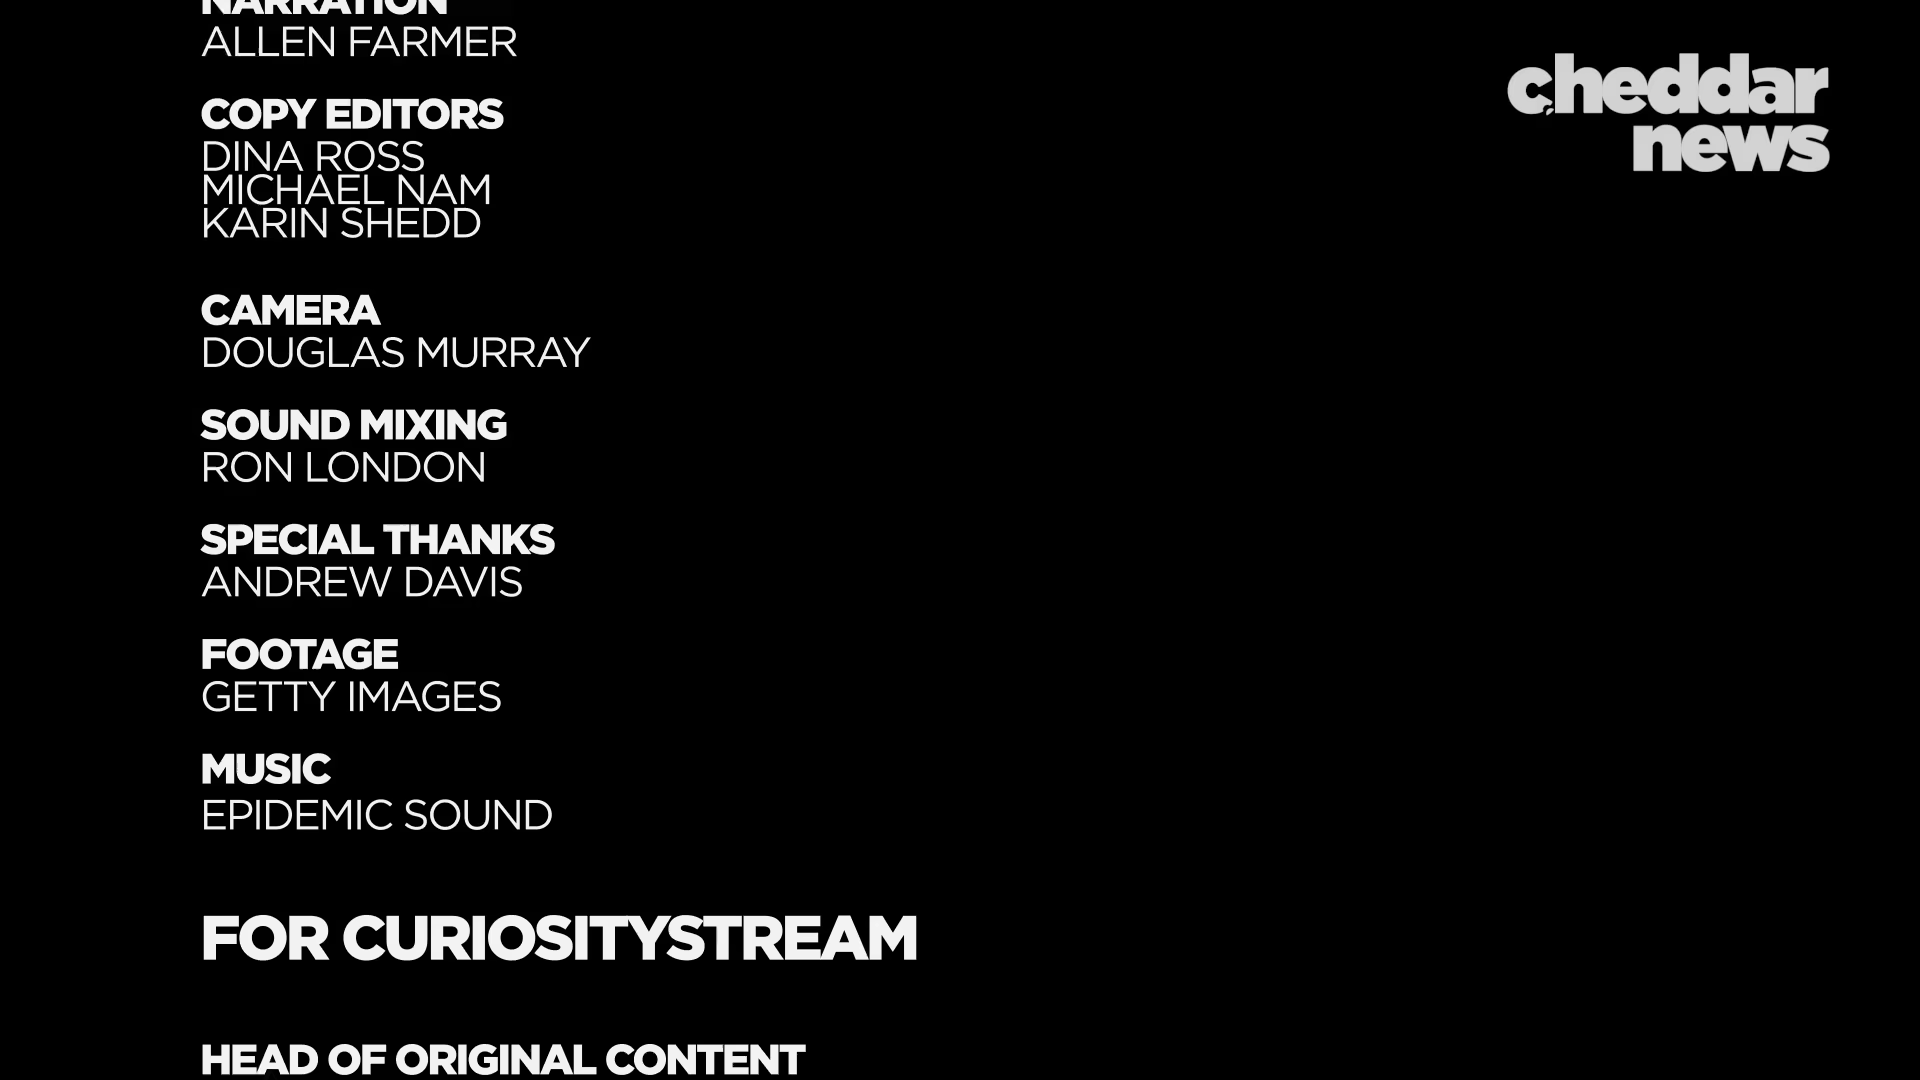 NARRATION
ALLEN FARMER
COPY EDITORS
DINA ROSS
MICHAEL NAM
KARIN SHEDD
CAMERA
DOUGLAS MURRAY
SOUND MIXING
RON LONDON
SPECIAL THANKS
ANDREW DAVIS
FOOTAGE
GETTY IMAGES
MUSIC
EPIDEMIC SOUND
FOR CURIOSITYSTREAM
HEAD OF ORIGINAL CONTENT
cheddar
news